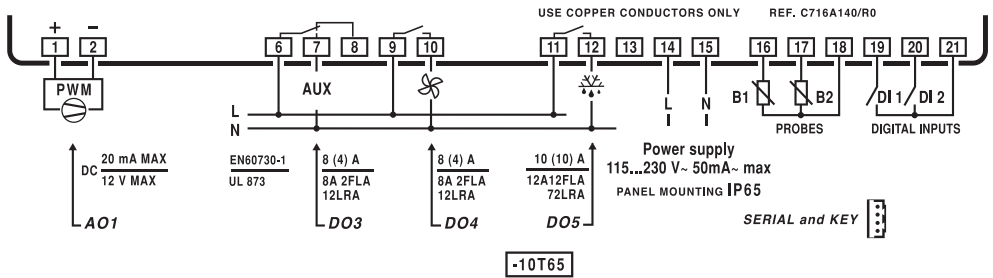 USE COPPER CONDUCTORS ONLY REF. C716A140/R0
+ −
1 2 6 7 8 9 10 11 12 13 14 15 16 17 18 19 20 21
PWM
AUX
B1 B2 DI 1 DI 2
L
N
L N
PROBES DIGITAL INPUTS
DC 20 mA MAX
12 V MAX
EN60730-1
UL 873
8 (4) A
8A 2FLA
12LRA
8 (4) A
8A 2FLA
12LRA
10 (10) A
12A12FLA
72LRA
Power supply
115...230 V~ 50mA~ max
PANEL MOUNTING IP65
AO1 DO3 DO4 DO5
SERIAL and KEY
-10T65